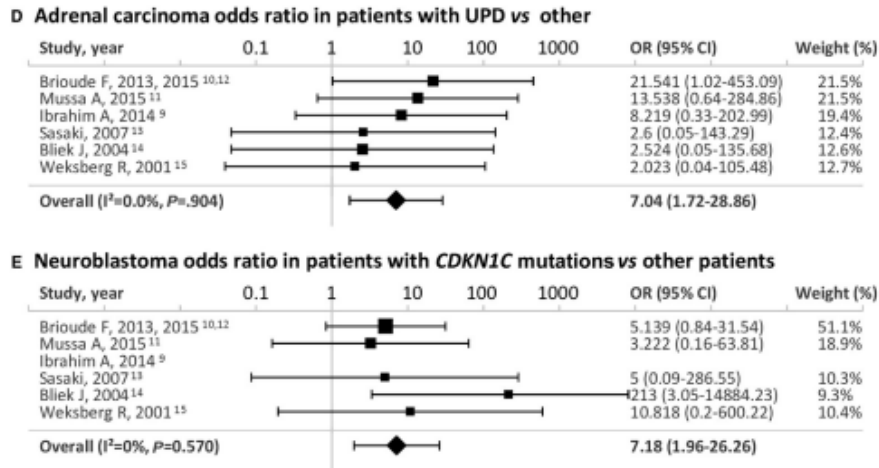 D Adrenal carcinoma odds ratio in patients with UPD vs other
Study, year 0.1 1 10 100 1000 OR (95% CI) Weight (%)
Brioude F, 2013, 2015 10,12 21.541 (1.02-453.09) 21.5%
Mussa A, 2015 11 13.538 (0.64-284.86) 21.5%
Ibrahim A, 2014 9 8.219 (0.33-202.99) 19.4%
Sasaki, 2007 13 2.6 (0.05-143.29) 12.4%
Bliek J, 2004 14 2.524 (0.05-135.68) 12.6%
Weksberg R, 2001 15 2.023 (0.04-105.48) 12.7%
Overall (I²=0.0%, P=.904) 7.04 (1.72-28.86)
E Neuroblastoma odds ratio in patients with CDKN1C mutations vs other patients
Study, year 0.1 1 10 100 1000 OR (95% CI) Weight (%)
Brioude F, 2013, 2015 10,12 5.139 (0.84-31.54) 51.1%
Mussa A, 2015 11 3.222 (0.16-63.81) 18.9%
Ibrahim A, 2014 9
Sasaki, 2007 13 5 (0.09-286.55) 10.3%
Bliek J, 2004 14 213 (3.05-14884.23) 9.3%
Weksberg R, 2001 15 10.818 (0.2-600.22) 10.4%
Overall (I²=0%, P=0.570) 7.18 (1.96-26.26)